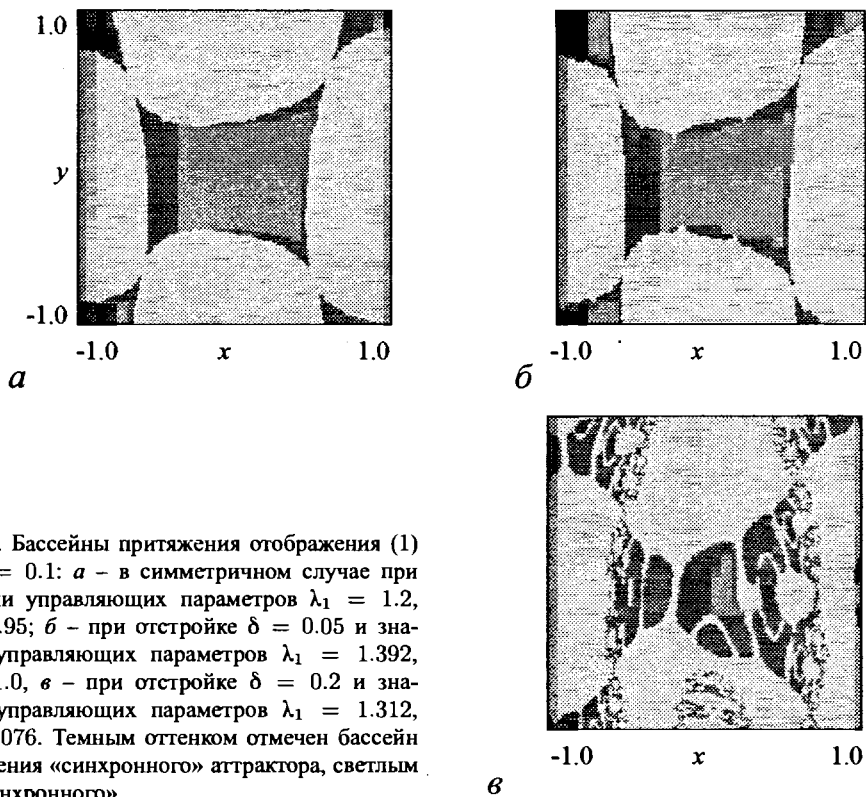 1.0
y
-1.0
-1.0 x 1.0
а
-1.0 x 1.0
б
. Бассейны притяжения отображения (1)
= 0.1: а – в симметричном случае при
и управляющих параметров λ₁ = 1.2,
.95; б – при отстройке δ = 0.05 и зна-
управляющих параметров λ₁ = 1.392,
1.0, в – при отстройке δ = 0.2 и зна-
управляющих параметров λ₁ = 1.312,
076. Темным оттенком отмечен бассейн
ения «синхронного» аттрактора, светлым
инхронного»
-1.0 x 1.0
в